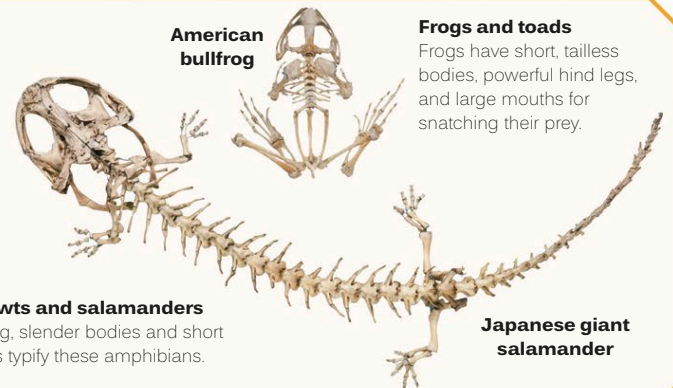 American
bullfrog
Frogs and toads
Frogs have short, tailless
bodies, powerful hind legs,
and large mouths for
snatching their prey.
wts and salamanders
g, slender bodies and short
s typify these amphibians.
Japanese giant
salamander